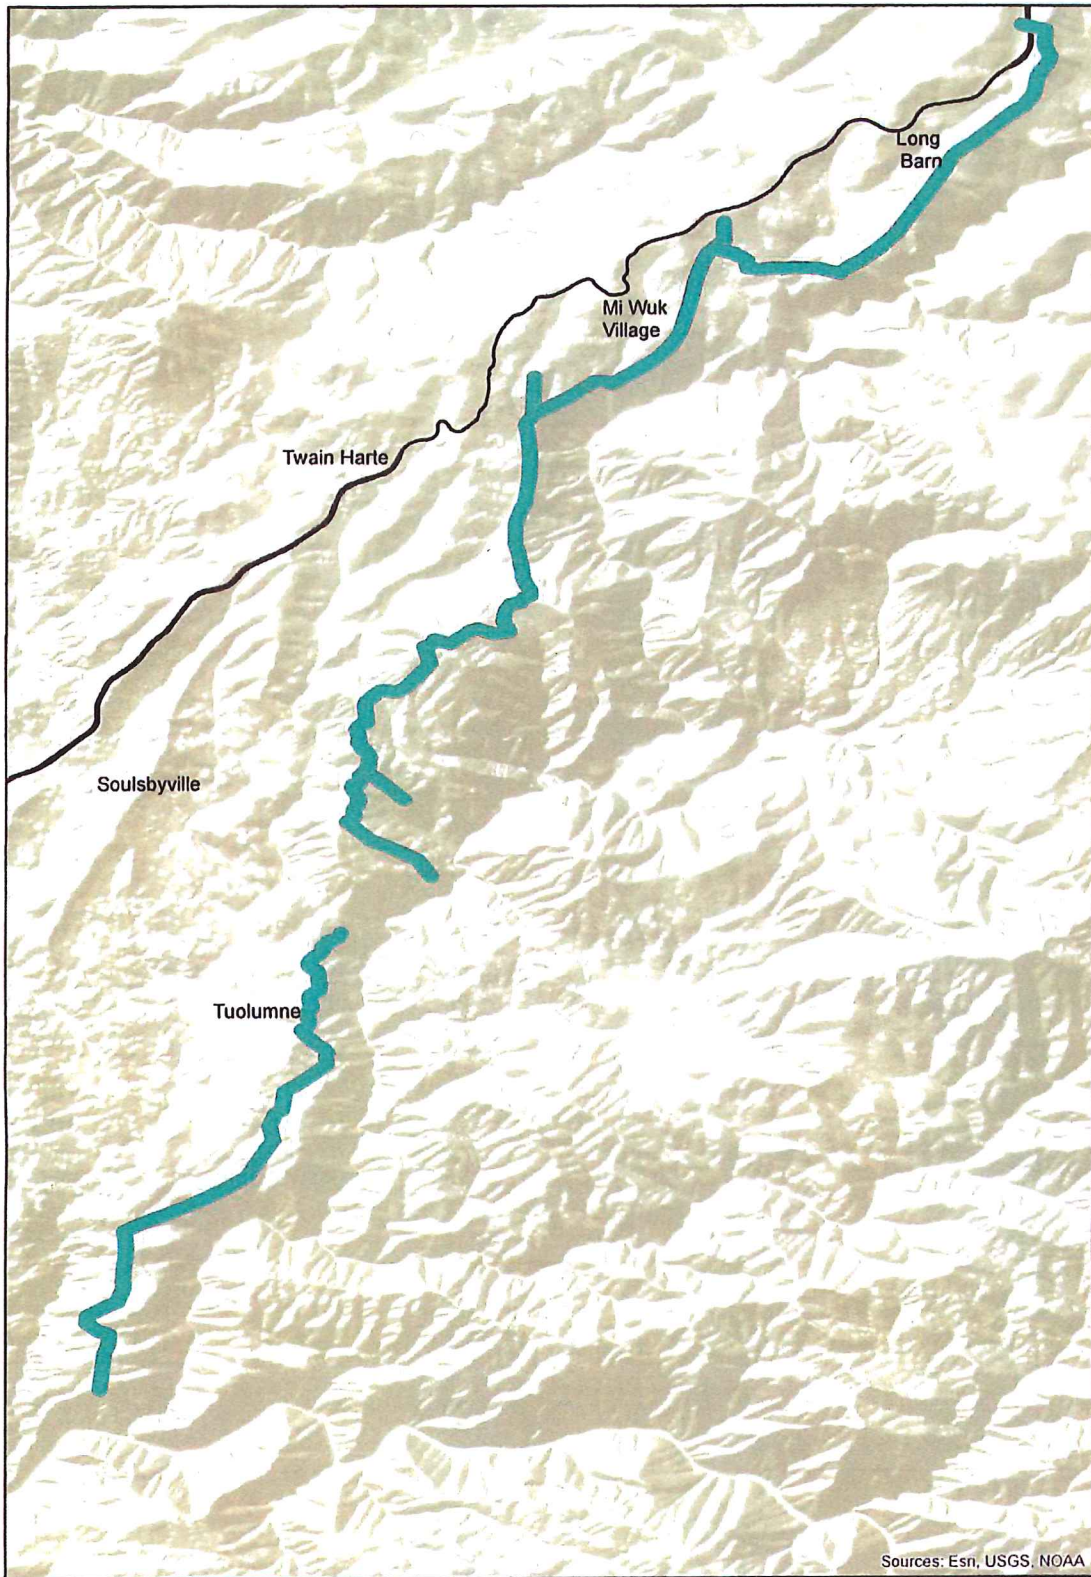 Long
Barn
Mi Wuk
Village
Twain Harte
Soulsbyville
Tuolumne
Sources: Esri, USGS, NOAA